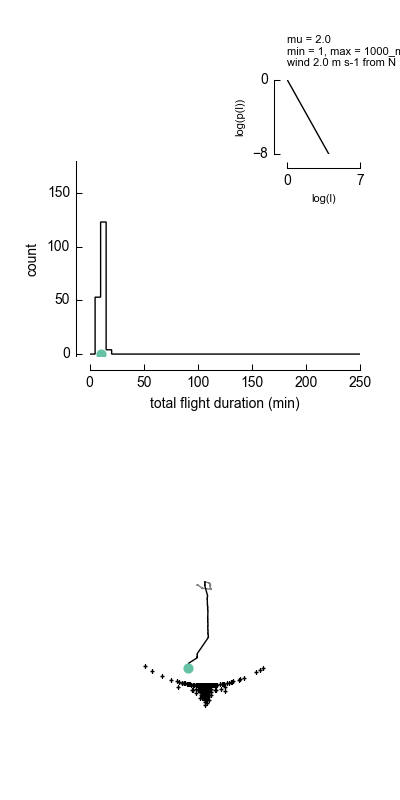 mu = 2.0
min = 1, max = 1000_
wind 2.0 m s-1 from N
0
log(p(l))
−8
0 7
log(l)
150
100
50
0
count
0 50 100 150 200 250
total flight duration (min)